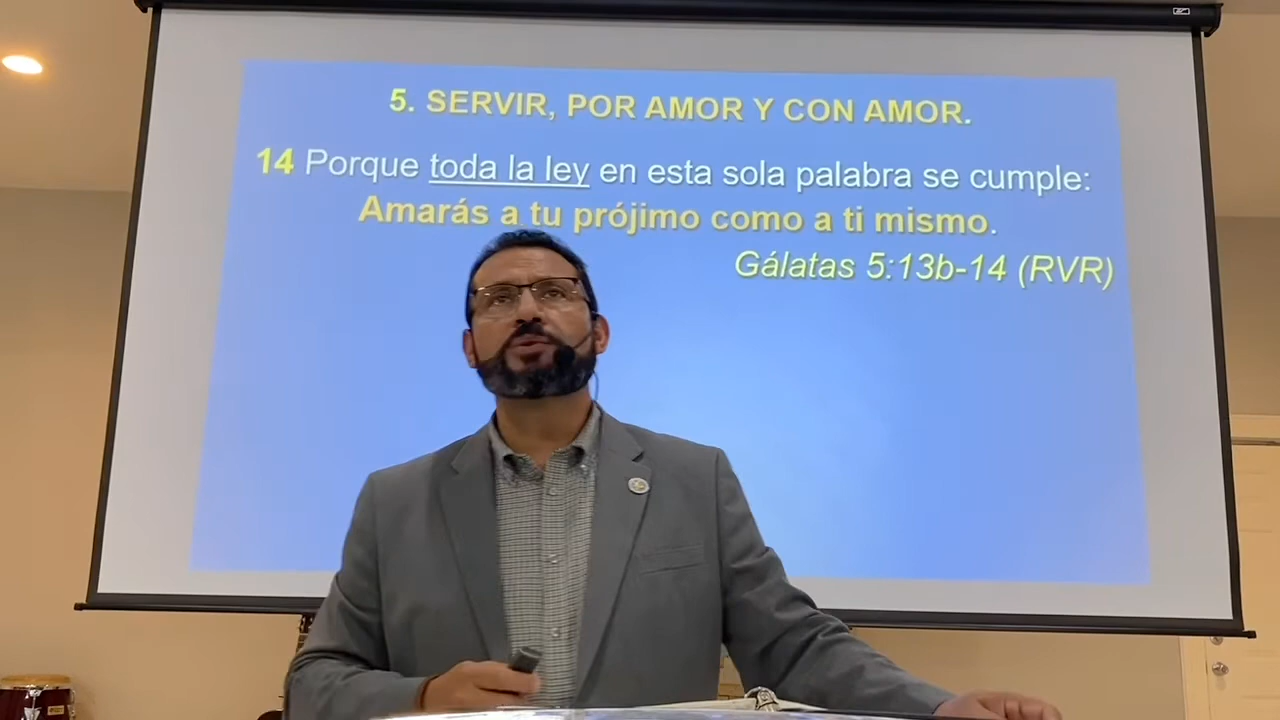 5. SERVIR, POR AMOR Y CON AMOR.
14 Porque toda la ley en esta sola palabra se cumple:
Amarás a tu prójimo como a ti mismo.
Gálatas 5:13b-14 (RVR)